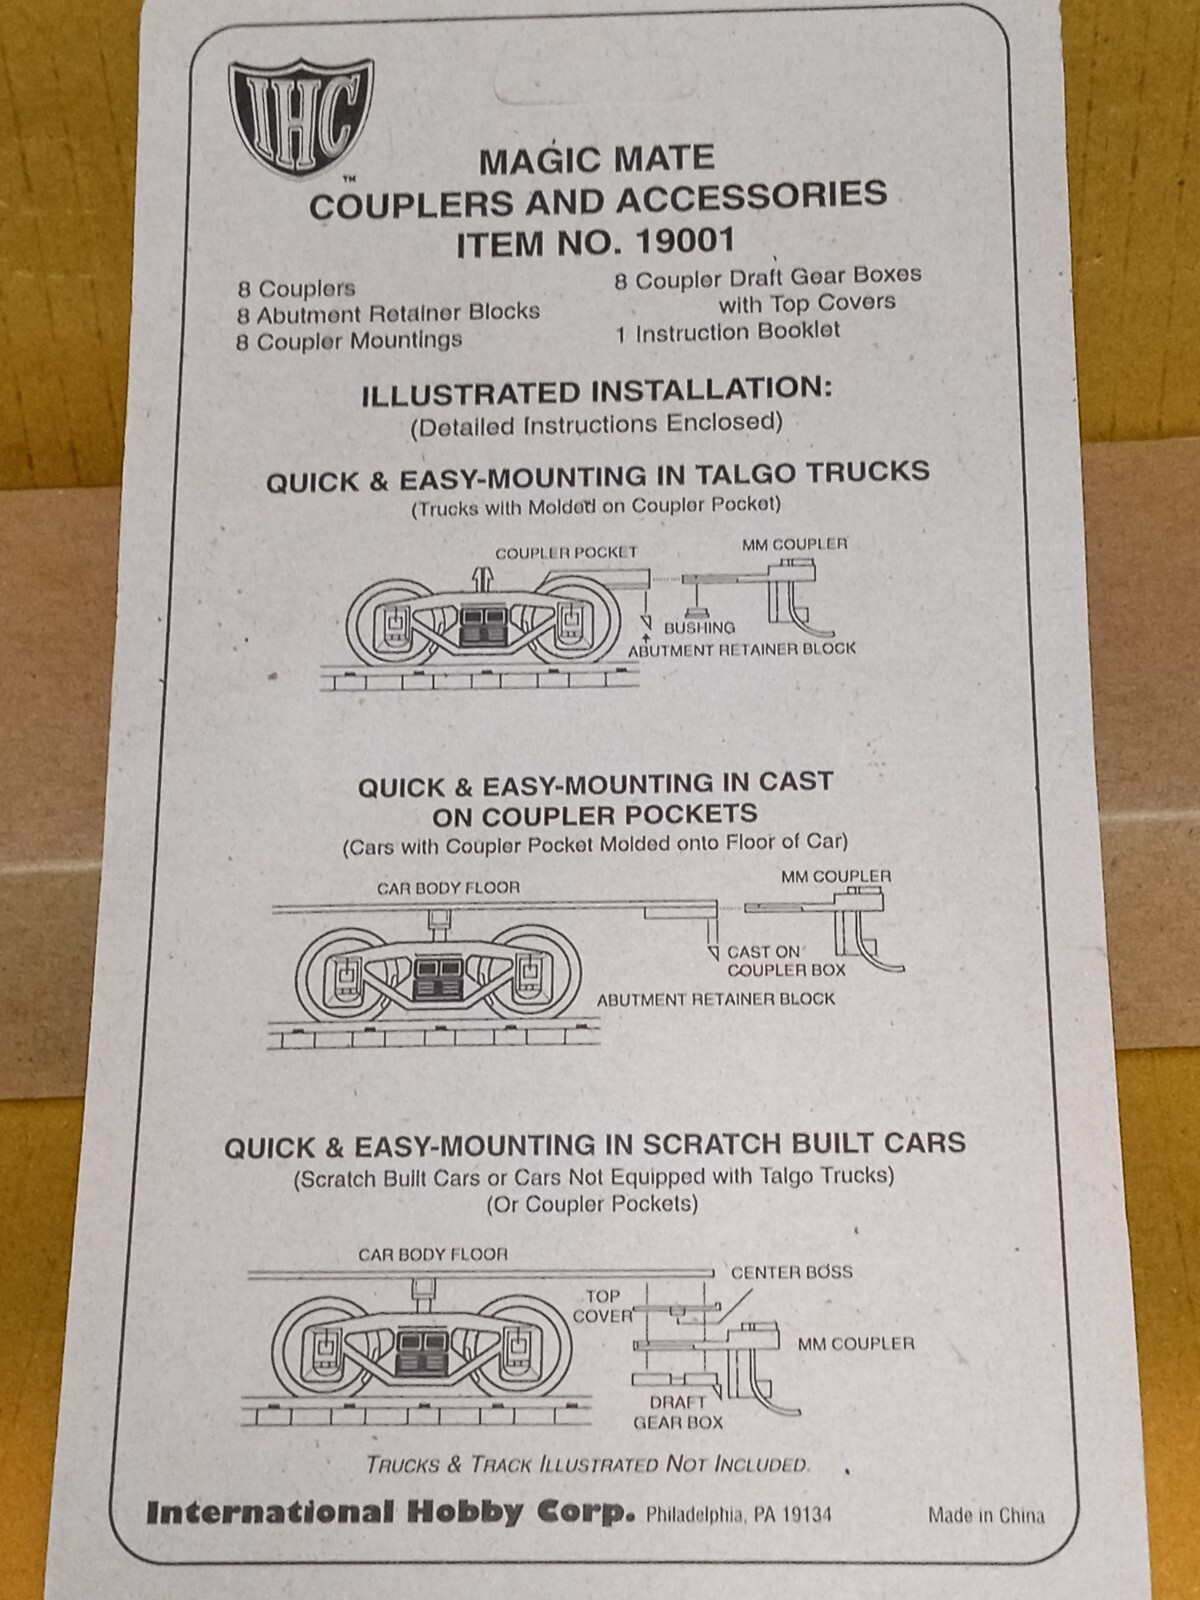 IHC
™
MAGIC MATE
COUPLERS AND ACCESSORIES
ITEM NO. 19001
8 Couplers
8 Abutment Retainer Blocks
8 Coupler Mountings
8 Coupler Draft Gear Boxes
with Top Covers
1 Instruction Booklet
ILLUSTRATED INSTALLATION:
(Detailed Instructions Enclosed)
QUICK & EASY-MOUNTING IN TALGO TRUCKS
(Trucks with Molded on Coupler Pocket)
COUPLER POCKET
MM COUPLER
BUSHING
ABUTMENT RETAINER BLOCK
QUICK & EASY-MOUNTING IN CAST
ON COUPLER POCKETS
(Cars with Coupler Pocket Molded onto Floor of Car)
CAR BODY FLOOR
MM COUPLER
CAST ON
COUPLER BOX
ABUTMENT RETAINER BLOCK
QUICK & EASY-MOUNTING IN SCRATCH BUILT CARS
(Scratch Built Cars or Cars Not Equipped with Talgo Trucks)
(Or Coupler Pockets)
CAR BODY FLOOR
CENTER BOSS
TOP
COVER
MM COUPLER
DRAFT
GEAR BOX
TRUCKS & TRACK ILLUSTRATED NOT INCLUDED.
International Hobby Corp. Philadelphia, PA 19134
Made in China